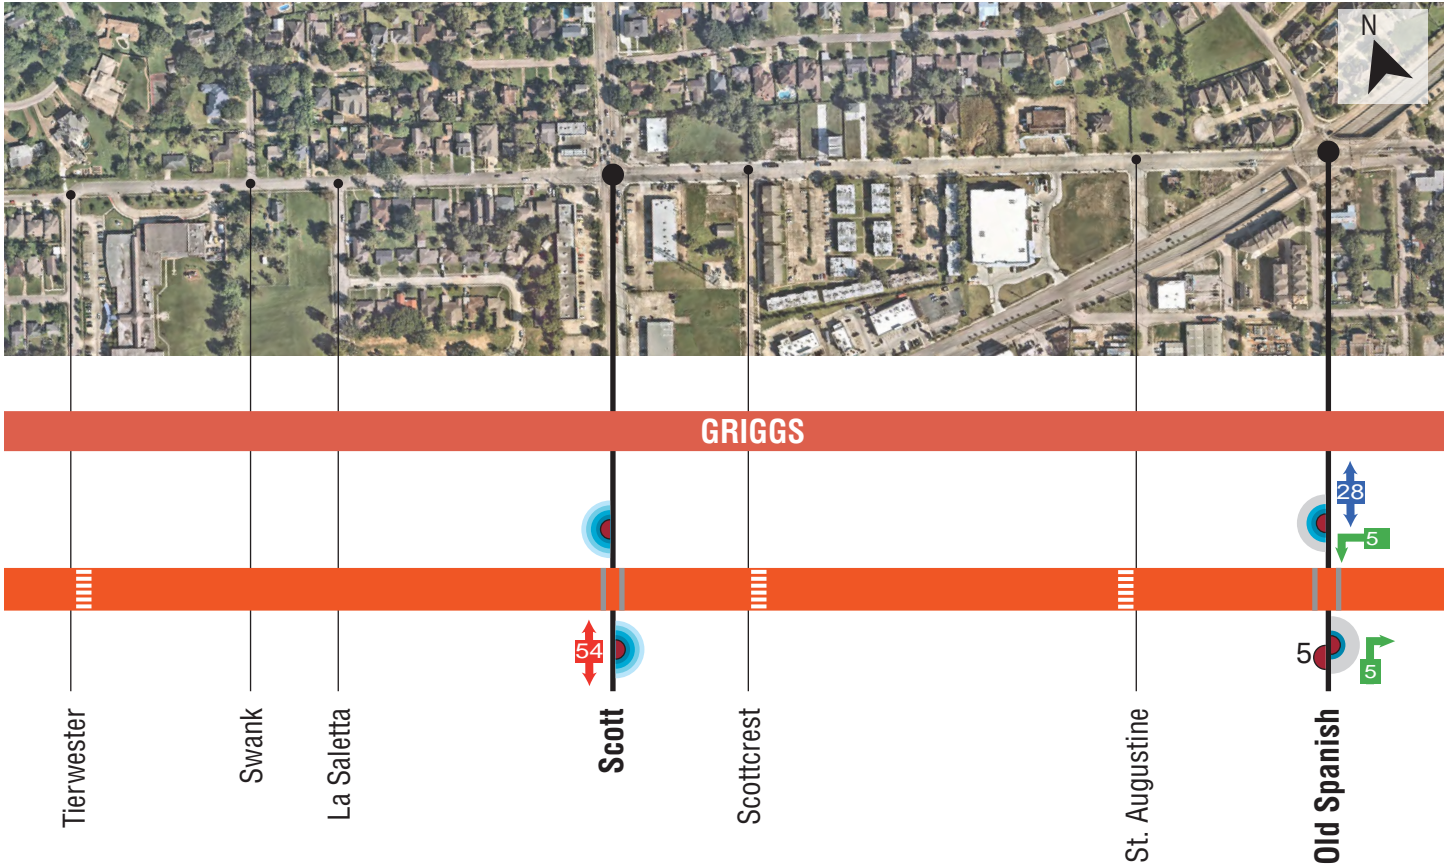 N
GRIGGS
28
5
54
5
5
Tierwester
Swank
La Saletta
Scott
Scottcrest
St. Augustine
Old Spanish